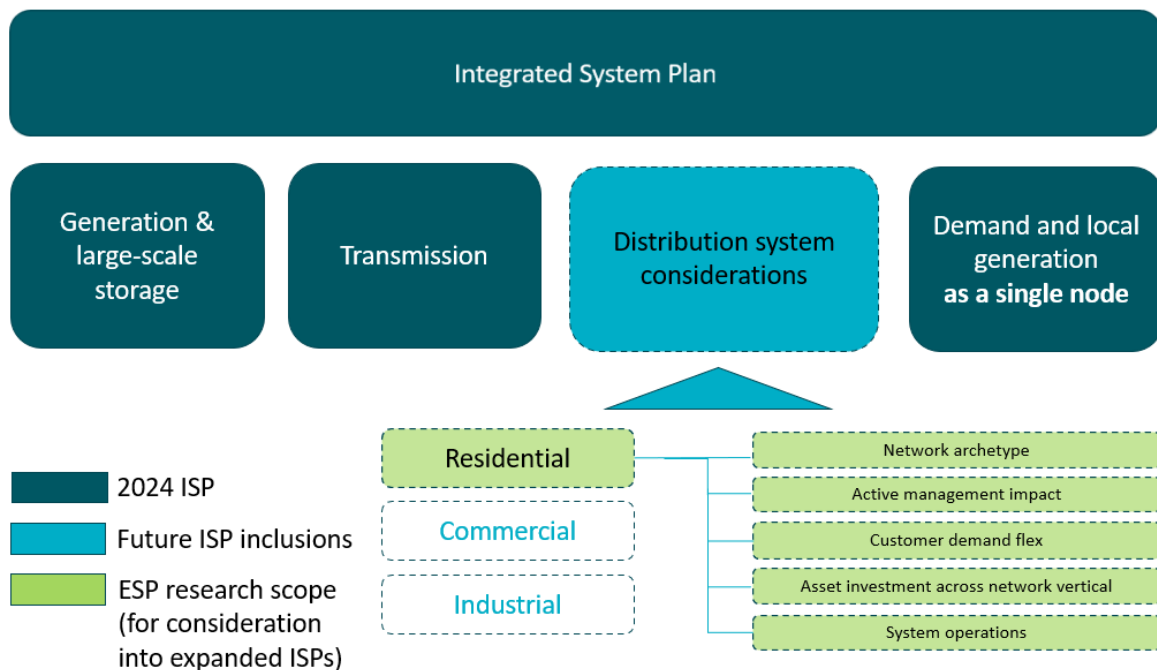 Integrated System Plan
Generation &
large-scale
storage
Transmission
Distribution system
considerations
Demand and local
generation
as a single node
Residential
Commercial
Industrial
Network archetype
Active management impact
Customer demand flex
Asset investment across network vertical
System operations
2024 ISP
Future ISP inclusions
ESP research scope
(for consideration
into expanded ISPs)